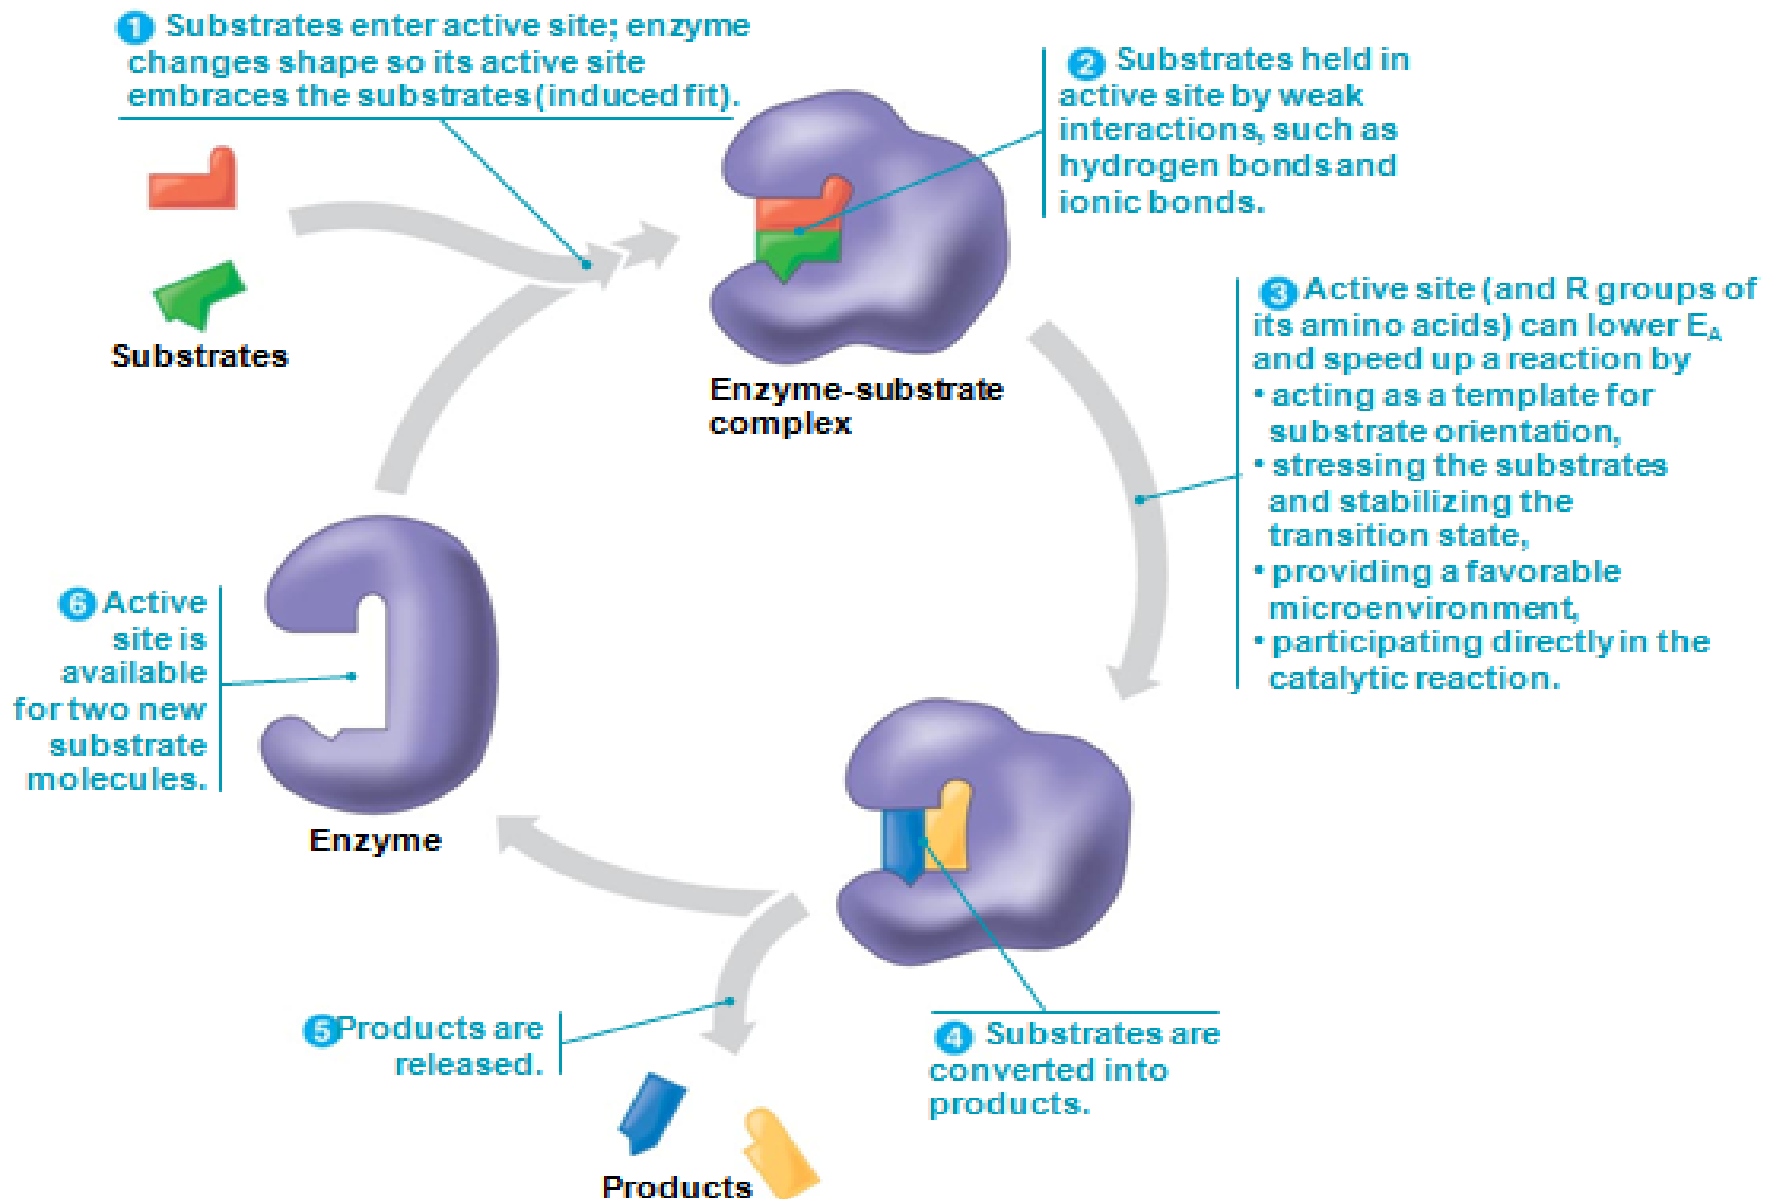 1 Substrates enter active site; enzyme
changes shape so its active site
embraces the substrates (induced fit).
2 Substrates held in
active site by weak
interactions, such as
hydrogen bonds and
ionic bonds.
Substrates
Enzyme-substrate
complex
3 Active site (and R groups of
its amino acids) can lower EA
and speed up a reaction by
• acting as a template for
substrate orientation,
• stressing the substrates
and stabilizing the
transition state,
• providing a favorable
microenvironment,
• participating directly in the
catalytic reaction.
6 Active
site is
available
for two new
substrate
molecules.
Enzyme
5 Products are
released.
4 Substrates are
converted into
products.
Products